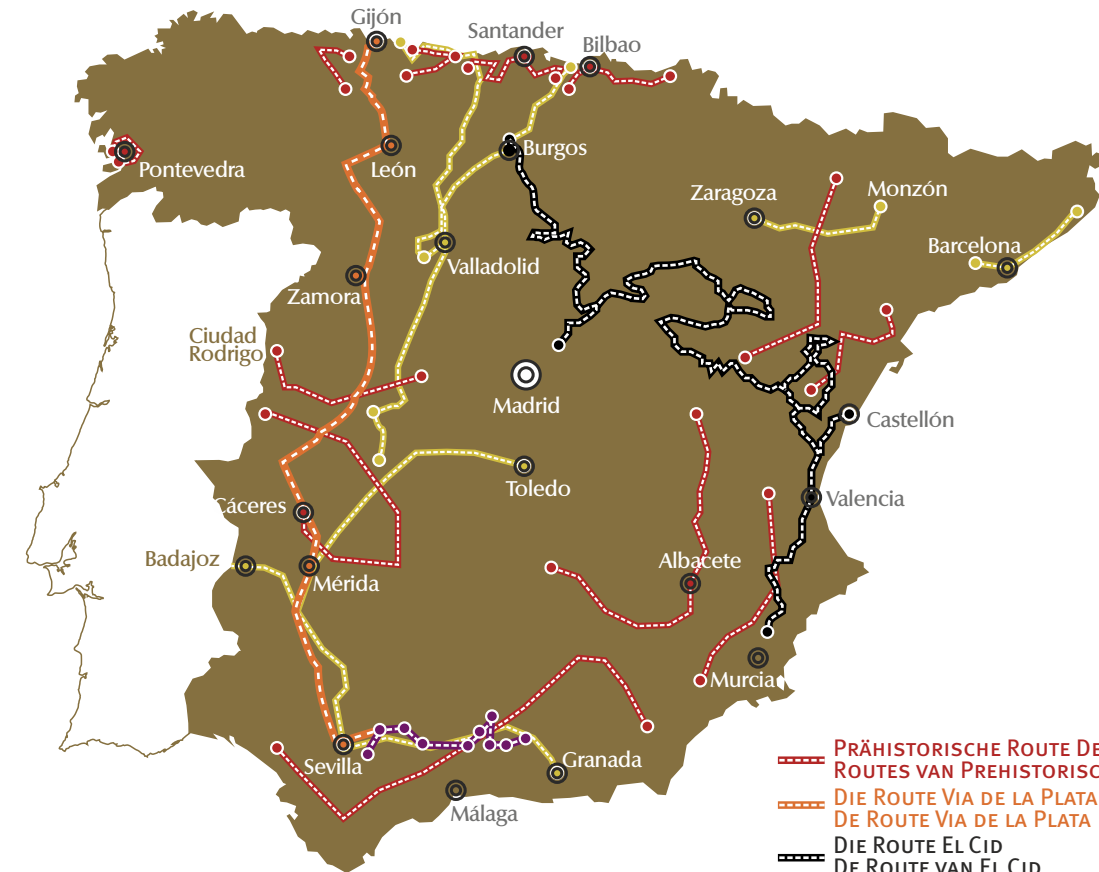 Gijón
Santander
Bilbao
Pontevedra
León
Burgos
Zaragoza
Monzón
Barcelona
Valladolid
Zamora
Ciudad
Rodrigo
Madrid
Castellón
Toledo
Valencia
Cáceres
Badajoz
Mérida
Albacete
Murcia
Sevilla
Granada
Málaga
PRÄHISTORISCHE ROUTE DE
ROUTES VAN PREHISTORISC
DIE ROUTE VIA DE LA PLATA
DE ROUTE VIA DE LA PLATA
DIE ROUTE EL CID
DE ROUTE VAN EL CID